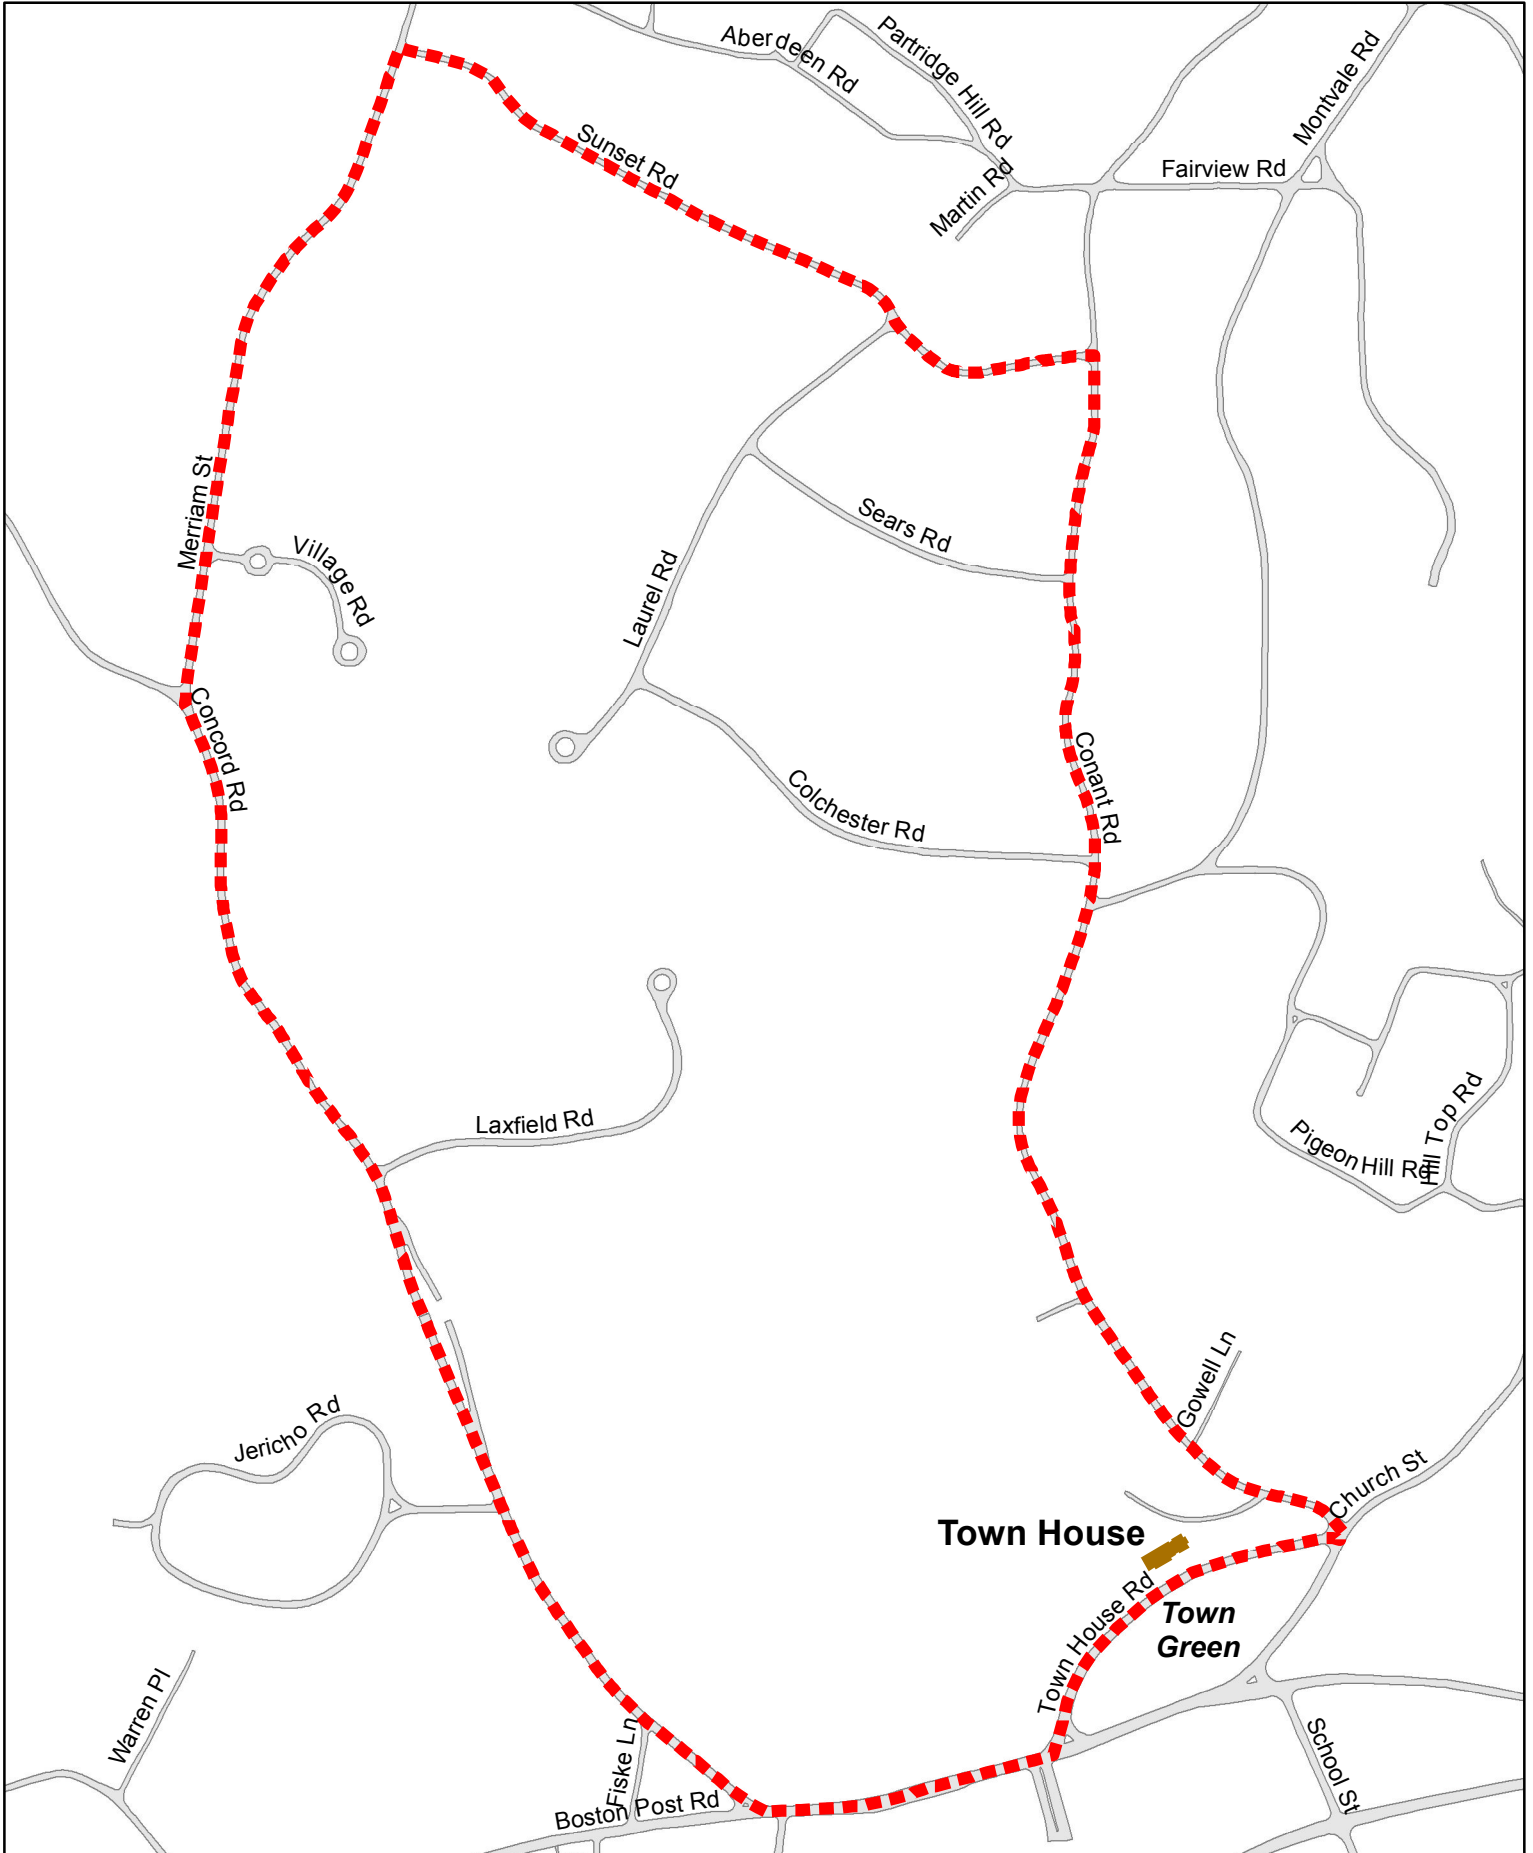 Aberdeen Rd
Partridge Hill Rd
Montvale Rd
Sunset Rd
Fairview Rd
Martin Rd
Merriam St
Village Rd
Sears Rd
Laurel Rd
Concord Rd
Conant Rd
Colchester Rd
Laxfield Rd
Hill Top Rd
Pigeon Hill Rd
Gowell Ln
Jericho Rd
Church St
Town House
Town House Rd
Town
Green
Warren Pl
Fiske Ln
School St
Boston Post Rd